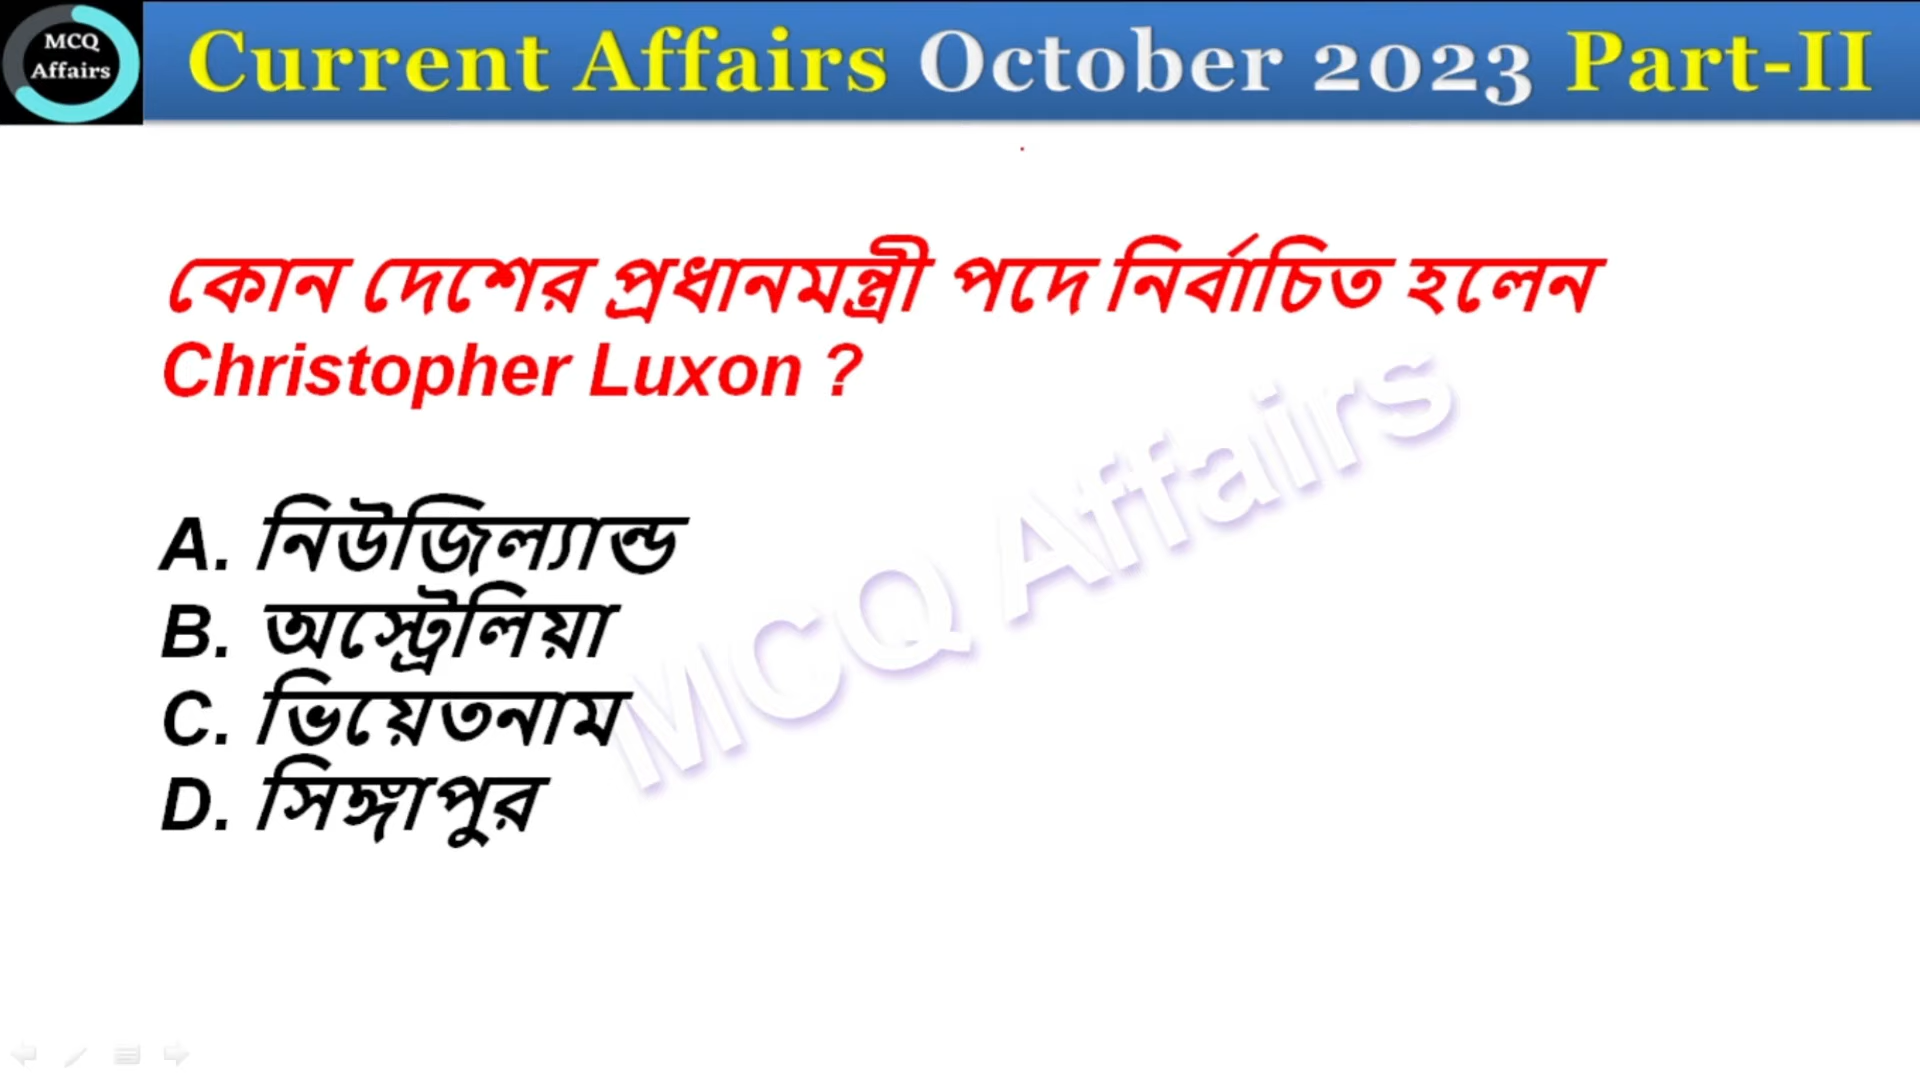 MCQ
Affairs
Current Affairs October 2023 Part-II
কোন দেশের প্রধানমন্ত্রী পদে নির্বাচিত হলেন
Christopher Luxon ?
A. নিউজিল্যান্ড
B. অস্ট্রেলিয়া
C. ভিয়েতনাম
D. সিঙ্গাপুর
MCQ Affairs